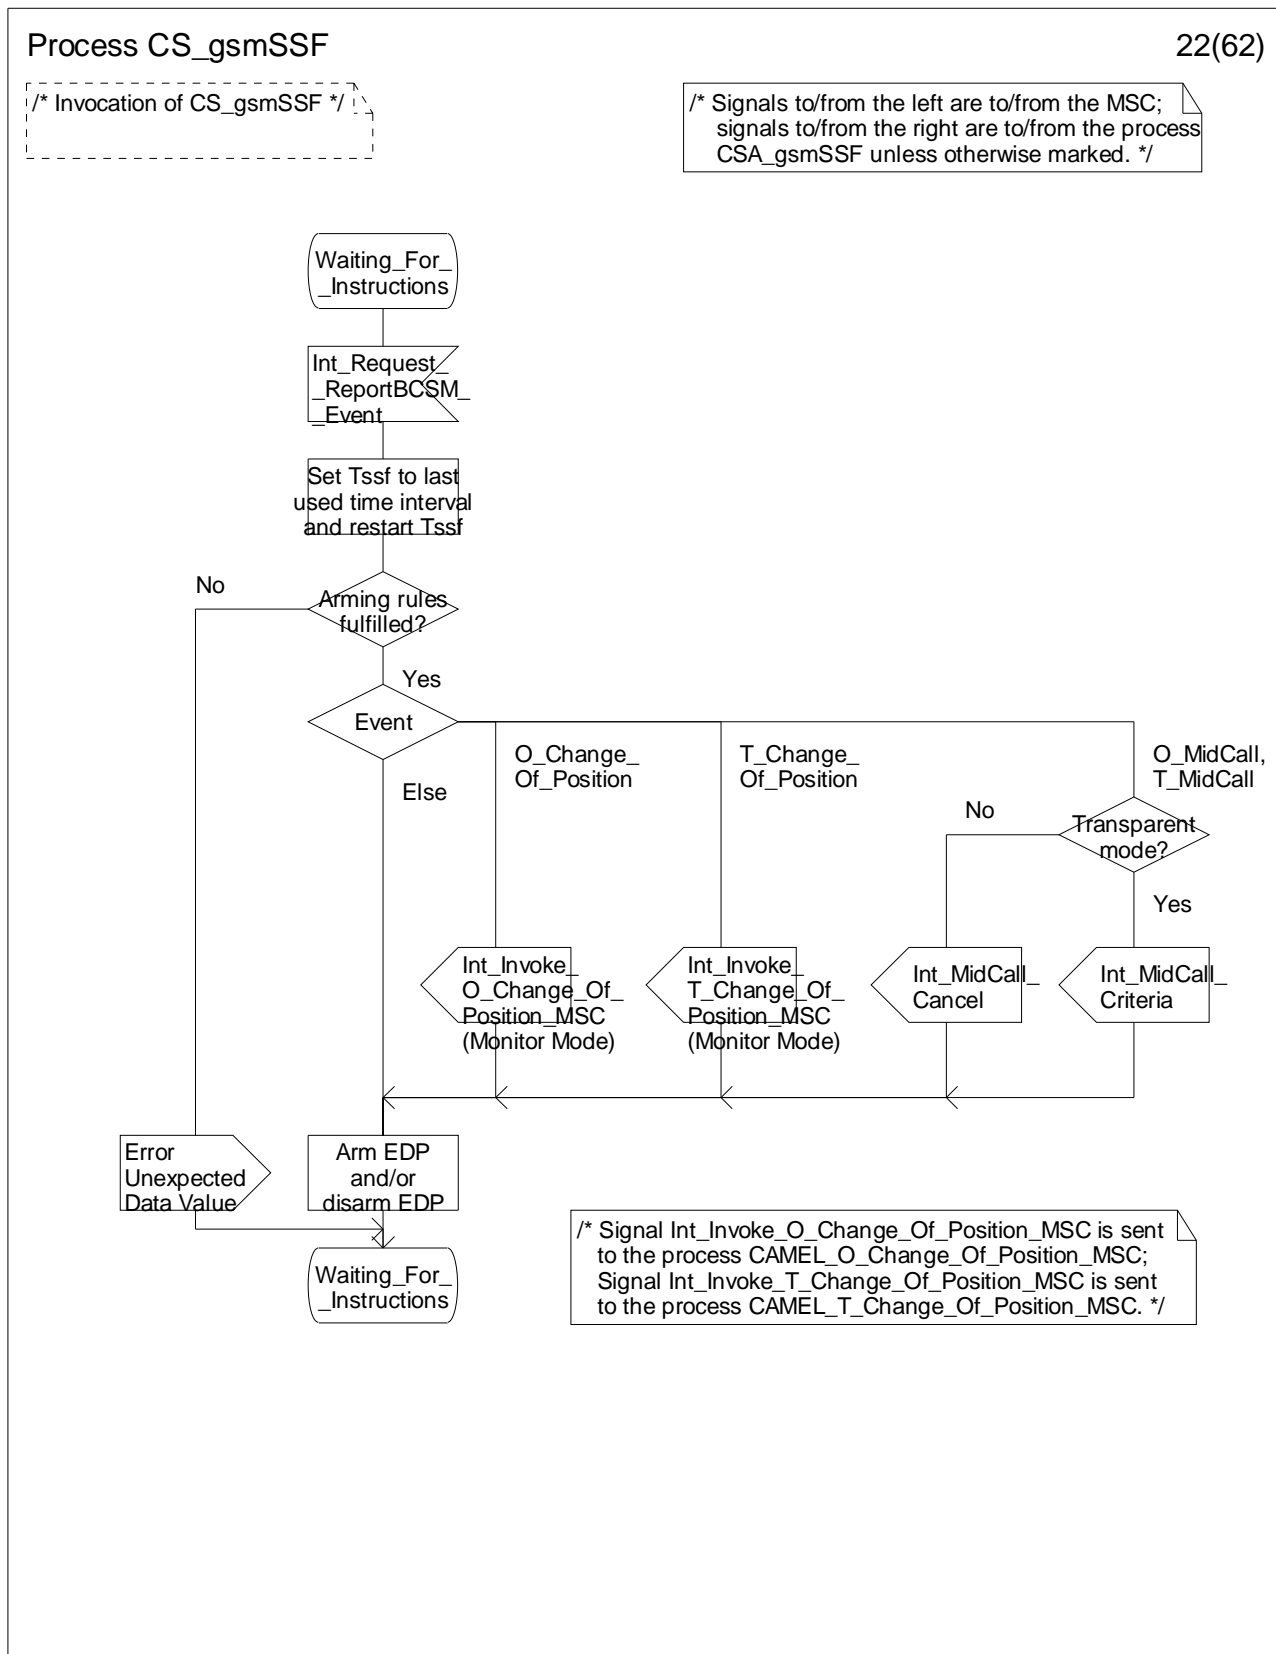 Process CS_gsmSSF
22(62)
/* Invocation of CS_gsmSSF */
/* Signals to/from the left are to/from the MSC;
signals to/from the right are to/from the process
CSA_gsmSSF unless otherwise marked. */
Waiting_For_
_Instructions
Int_Request_
_ReportBCSM_
_Event
Set Tssf to last
used time interval
and restart Tssf
No
Arming rules
fulfilled?
Yes
Event
O_Change_
Of_Position
T_Change_
Of_Position
O_MidCall,
T_MidCall
Else
No
Transparent
mode?
Yes
Int_Invoke_
O_Change_Of_
Position_MSC
(Monitor Mode)
Int_Invoke_
T_Change_Of_
Position_MSC
(Monitor Mode)
Int_MidCall_
Cancel
Int_MidCall_
Criteria
Error
Unexpected
Data Value
Arm EDP
and/or
disarm EDP
/* Signal Int_Invoke_O_Change_Of_Position_MSC is sent
to the process CAMEL_O_Change_Of_Position_MSC;
Signal Int_Invoke_T_Change_Of_Position_MSC is sent
to the process CAMEL_T_Change_Of_Position_MSC. */
Waiting_For_
_Instructions